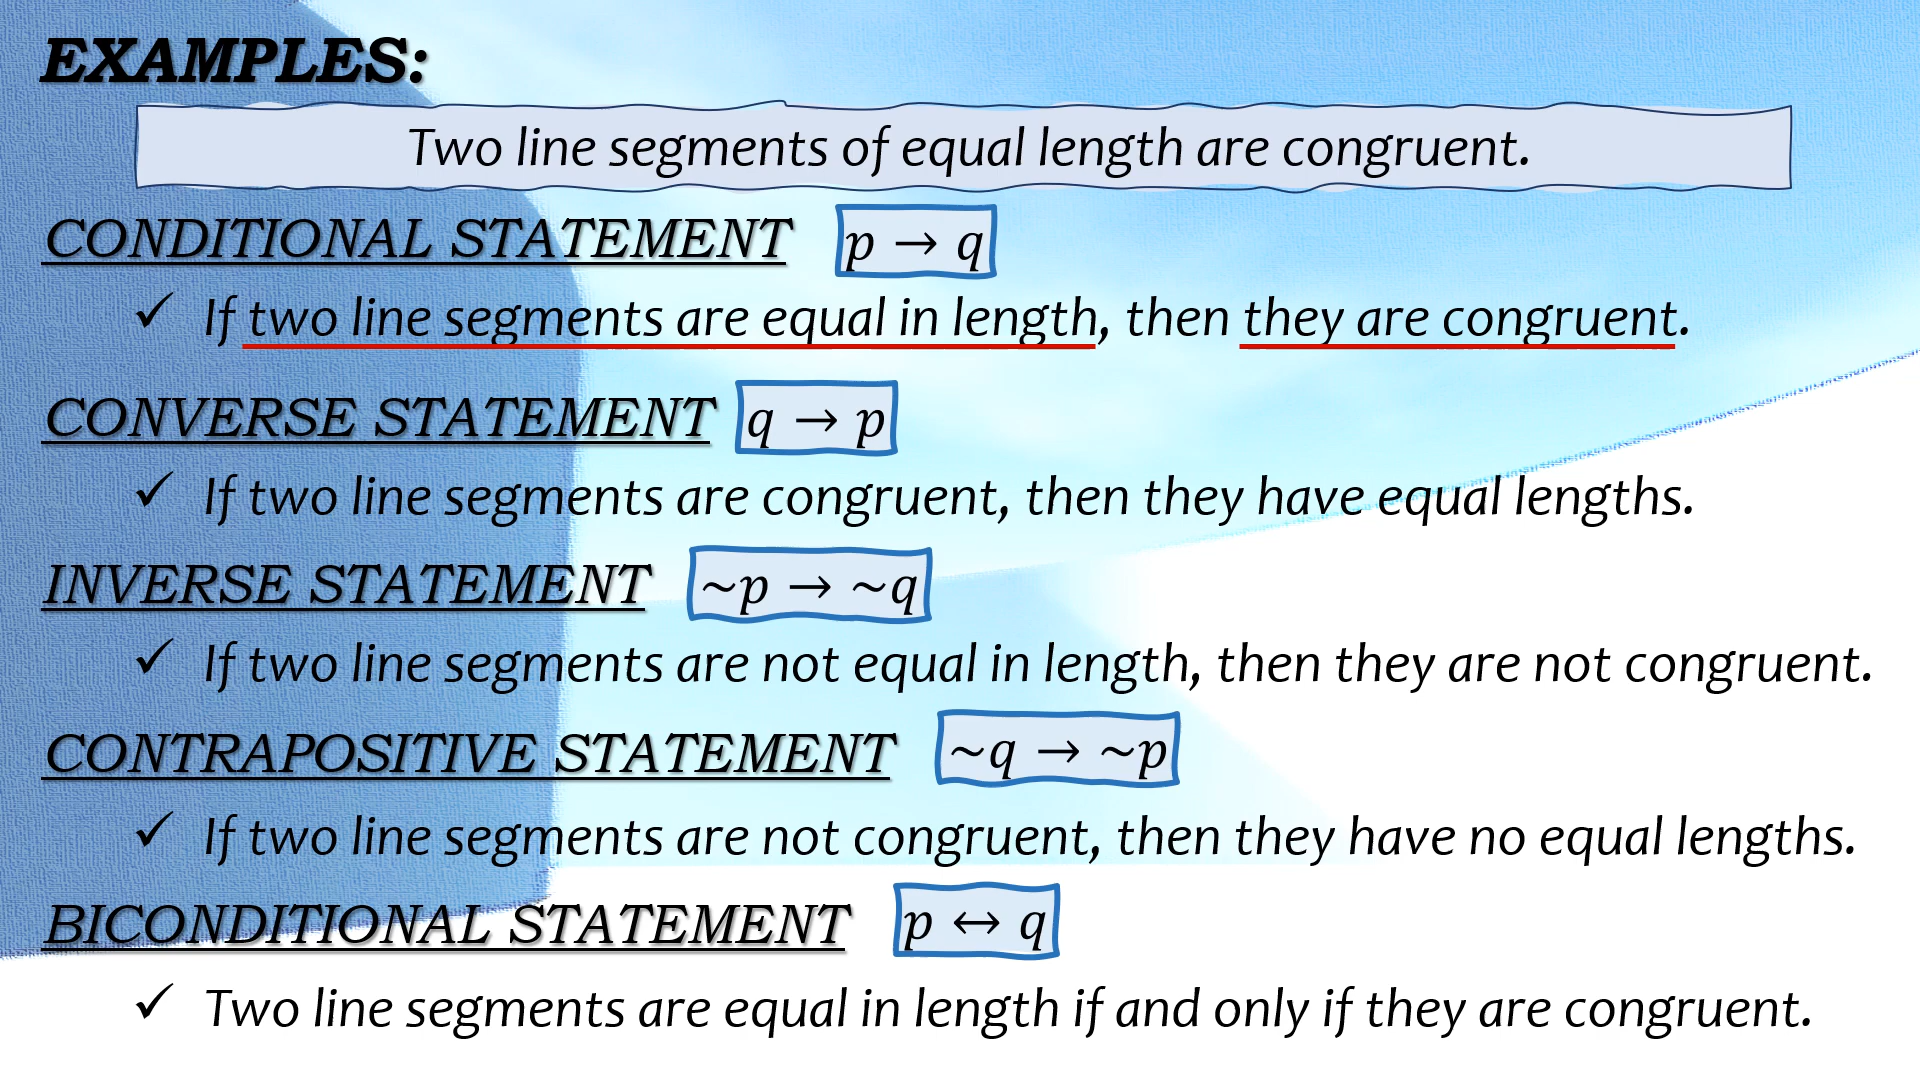 EXAMPLES:
Two line segments of equal length are congruent.
CONDITIONAL STATEMENT p → q
✓ If two line segments are equal in length, then they are congruent.
CONVERSE STATEMENT q → p
✓ If two line segments are congruent, then they have equal lengths.
INVERSE STATEMENT ~p → ~q
✓ If two line segments are not equal in length, then they are not congruent.
CONTRAPOSITIVE STATEMENT ~q → ~p
✓ If two line segments are not congruent, then they have no equal lengths.
BICONDITIONAL STATEMENT p ↔ q
✓ Two line segments are equal in length if and only if they are congruent.